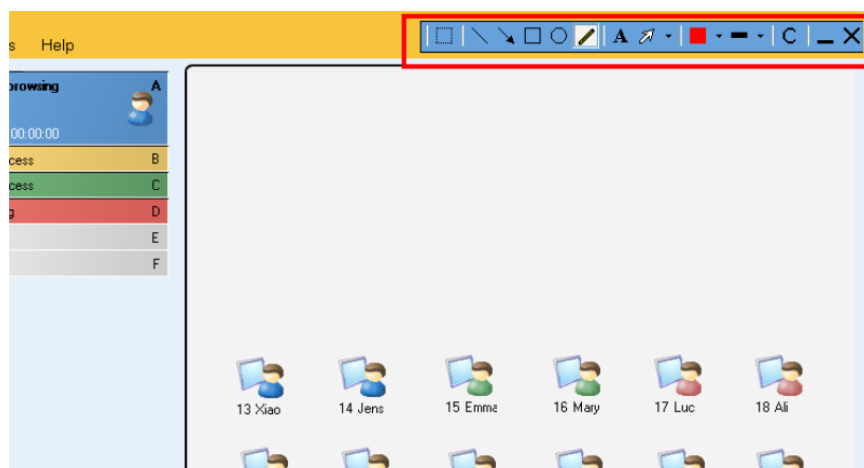 s Help
rowsing A
00:00:00
cess B
cess C
g D
E
F
A C
13 Xiao 14 Jens 15 Emma 16 Mary 17 Luc 18 Ali